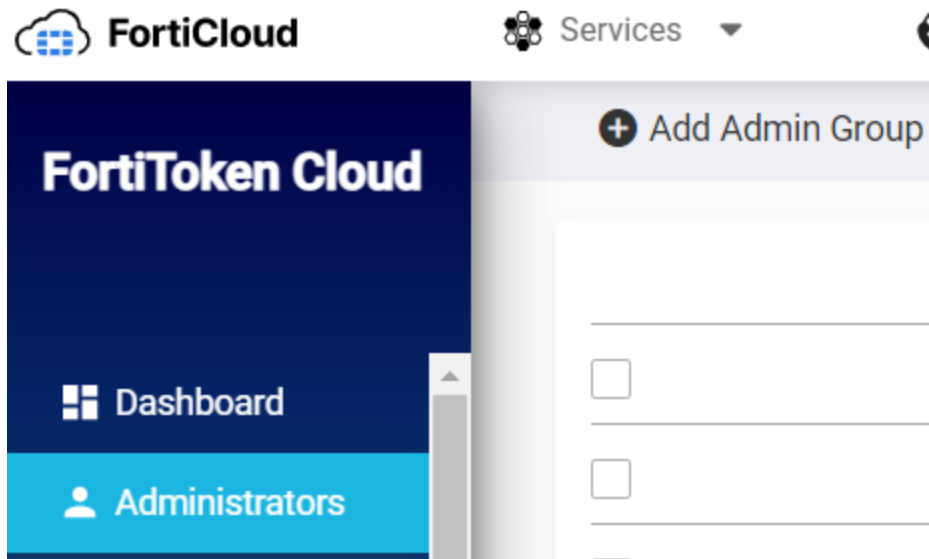 FortiCloud
Services
Add Admin Group
FortiToken Cloud
Dashboard
Administrators